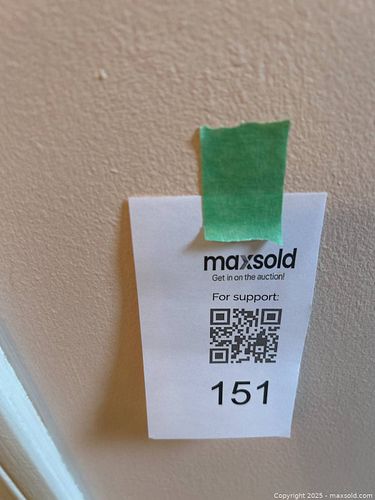 maxsold
Get in on the auction!
For support:
151
Copyright 2025 - maxsold.com